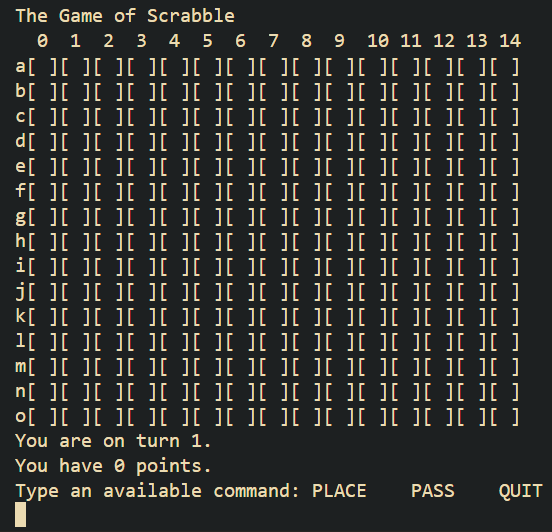 The Game of Scrabble
  0  1  2  3  4  5  6  7  8  9  10 11 12 13 14
a[ ][ ][ ][ ][ ][ ][ ][ ][ ][ ][ ][ ][ ][ ][ ]
b[ ][ ][ ][ ][ ][ ][ ][ ][ ][ ][ ][ ][ ][ ][ ]
c[ ][ ][ ][ ][ ][ ][ ][ ][ ][ ][ ][ ][ ][ ][ ]
d[ ][ ][ ][ ][ ][ ][ ][ ][ ][ ][ ][ ][ ][ ][ ]
e[ ][ ][ ][ ][ ][ ][ ][ ][ ][ ][ ][ ][ ][ ][ ]
f[ ][ ][ ][ ][ ][ ][ ][ ][ ][ ][ ][ ][ ][ ][ ]
g[ ][ ][ ][ ][ ][ ][ ][ ][ ][ ][ ][ ][ ][ ][ ]
h[ ][ ][ ][ ][ ][ ][ ][ ][ ][ ][ ][ ][ ][ ][ ]
i[ ][ ][ ][ ][ ][ ][ ][ ][ ][ ][ ][ ][ ][ ][ ]
j[ ][ ][ ][ ][ ][ ][ ][ ][ ][ ][ ][ ][ ][ ][ ]
k[ ][ ][ ][ ][ ][ ][ ][ ][ ][ ][ ][ ][ ][ ][ ]
l[ ][ ][ ][ ][ ][ ][ ][ ][ ][ ][ ][ ][ ][ ][ ]
m[ ][ ][ ][ ][ ][ ][ ][ ][ ][ ][ ][ ][ ][ ][ ]
n[ ][ ][ ][ ][ ][ ][ ][ ][ ][ ][ ][ ][ ][ ][ ]
o[ ][ ][ ][ ][ ][ ][ ][ ][ ][ ][ ][ ][ ][ ][ ]
You are on turn 1.
You have 0 points.
Type an available command: PLACE    PASS    QUIT